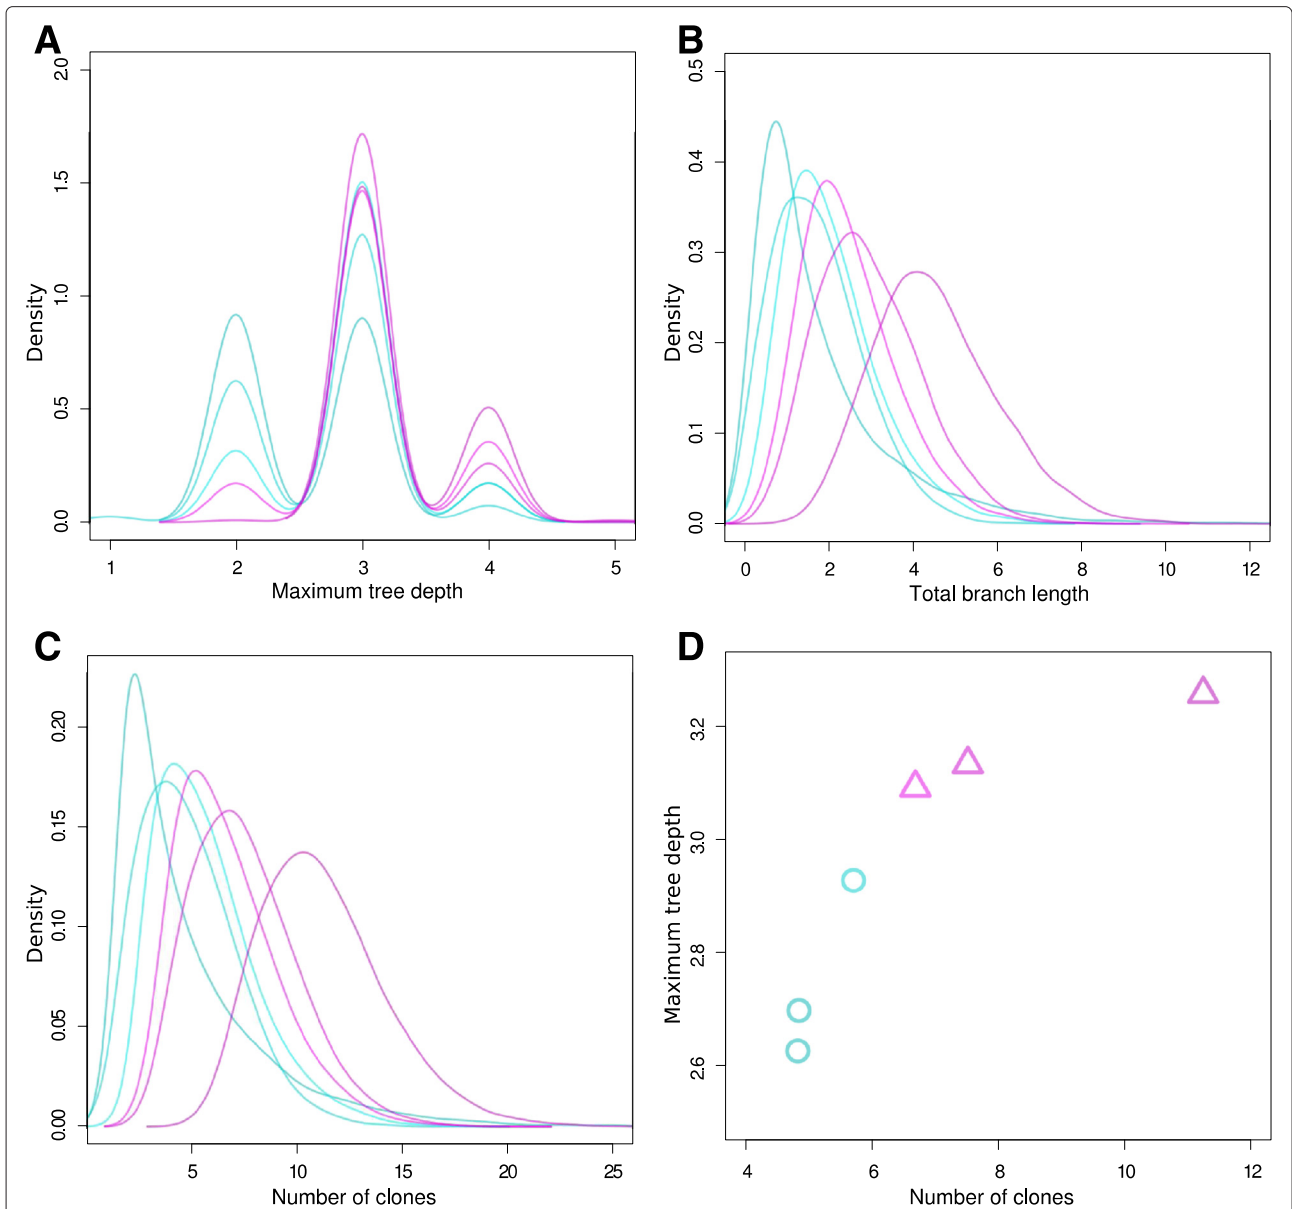 A
2.0
1.5
1.0
0.5
0.0
Density
1 2 3 4 5
Maximum tree depth
B
0.5
0.4
0.3
0.2
0.1
0.0
Density
0 2 4 6 8 10 12
Total branch length
C
0.20
0.15
0.10
0.05
0.00
Density
5 10 15 20 25
Number of clones
D
3.2
3.0
2.8
2.6
Maximum tree depth
4 6 8 10 12
Number of clones